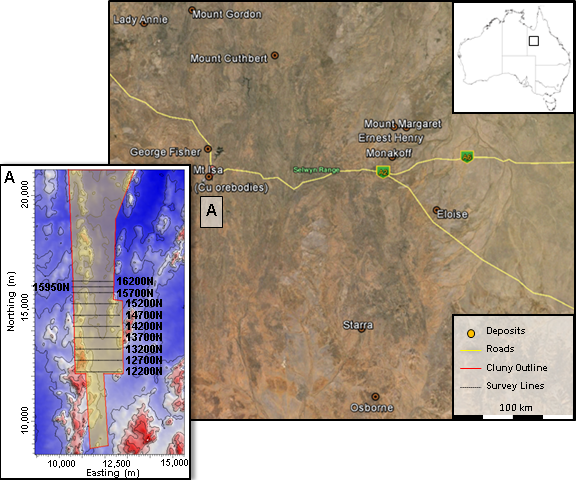 Lady Annie
Mount Gordon
Mount Cuthbert
Mount Margaret
Ernest Henry
Monakoff
George Fisher
Mt Isa
(Cu orebodies)
Selwyn Range
Eloise
A
Starra
Osborne
Deposits
Roads
Cluny Outline
Survey Lines
100 km
A
20,000
15,000
10,000
Northing (m)
15950N
16200N
15700N
15200N
14700N
14200N
13700N
13200N
12700N
12200N
10,000 12,500 15,000
Easting (m)